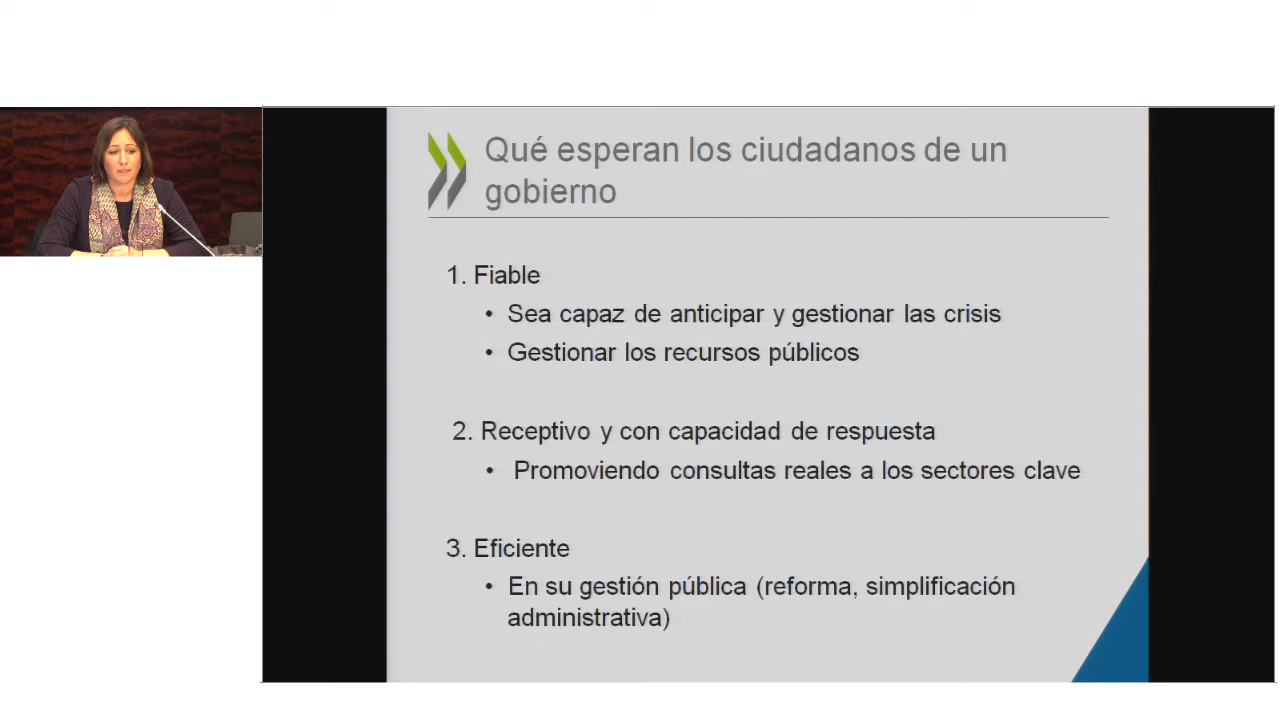 Qué esperan los ciudadanos de un
gobierno
1. Fiable
• Sea capaz de anticipar y gestionar las crisis
• Gestionar los recursos públicos
2. Receptivo y con capacidad de respuesta
• Promoviendo consultas reales a los sectores clave
3. Eficiente
• En su gestión pública (reforma, simplificación
administrativa)